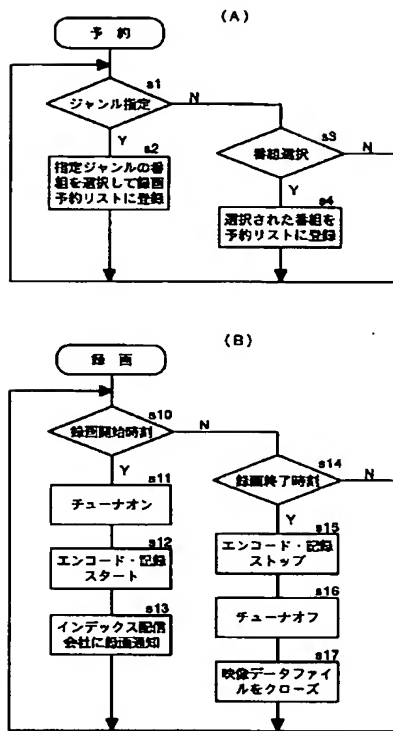 (A)
予 約
s1
ジャンル指定
N
Y
s2
指定ジャンルの番
組を選択して録画
予約リストに登録
s3
番組選択
N
Y
s4
選択された番組を
予約リストに登録
(B)
録 画
s10
録画開始時刻
N
Y
s11
チューナオン
s12
エンコード・記録
スタート
s13
インデックス配信
会社に録画通知
s14
録画終了時刻
N
Y
s15
エンコード・記録
ストップ
s16
チューナオフ
s17
映像データファイ
ルをクローズ